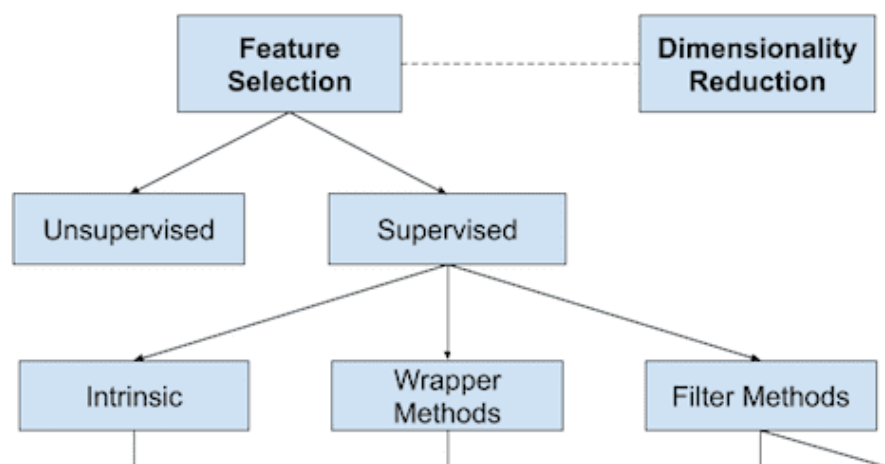 Feature
Selection
Dimensionality
Reduction
Unsupervised
Supervised
Intrinsic
Wrapper
Methods
Filter Methods